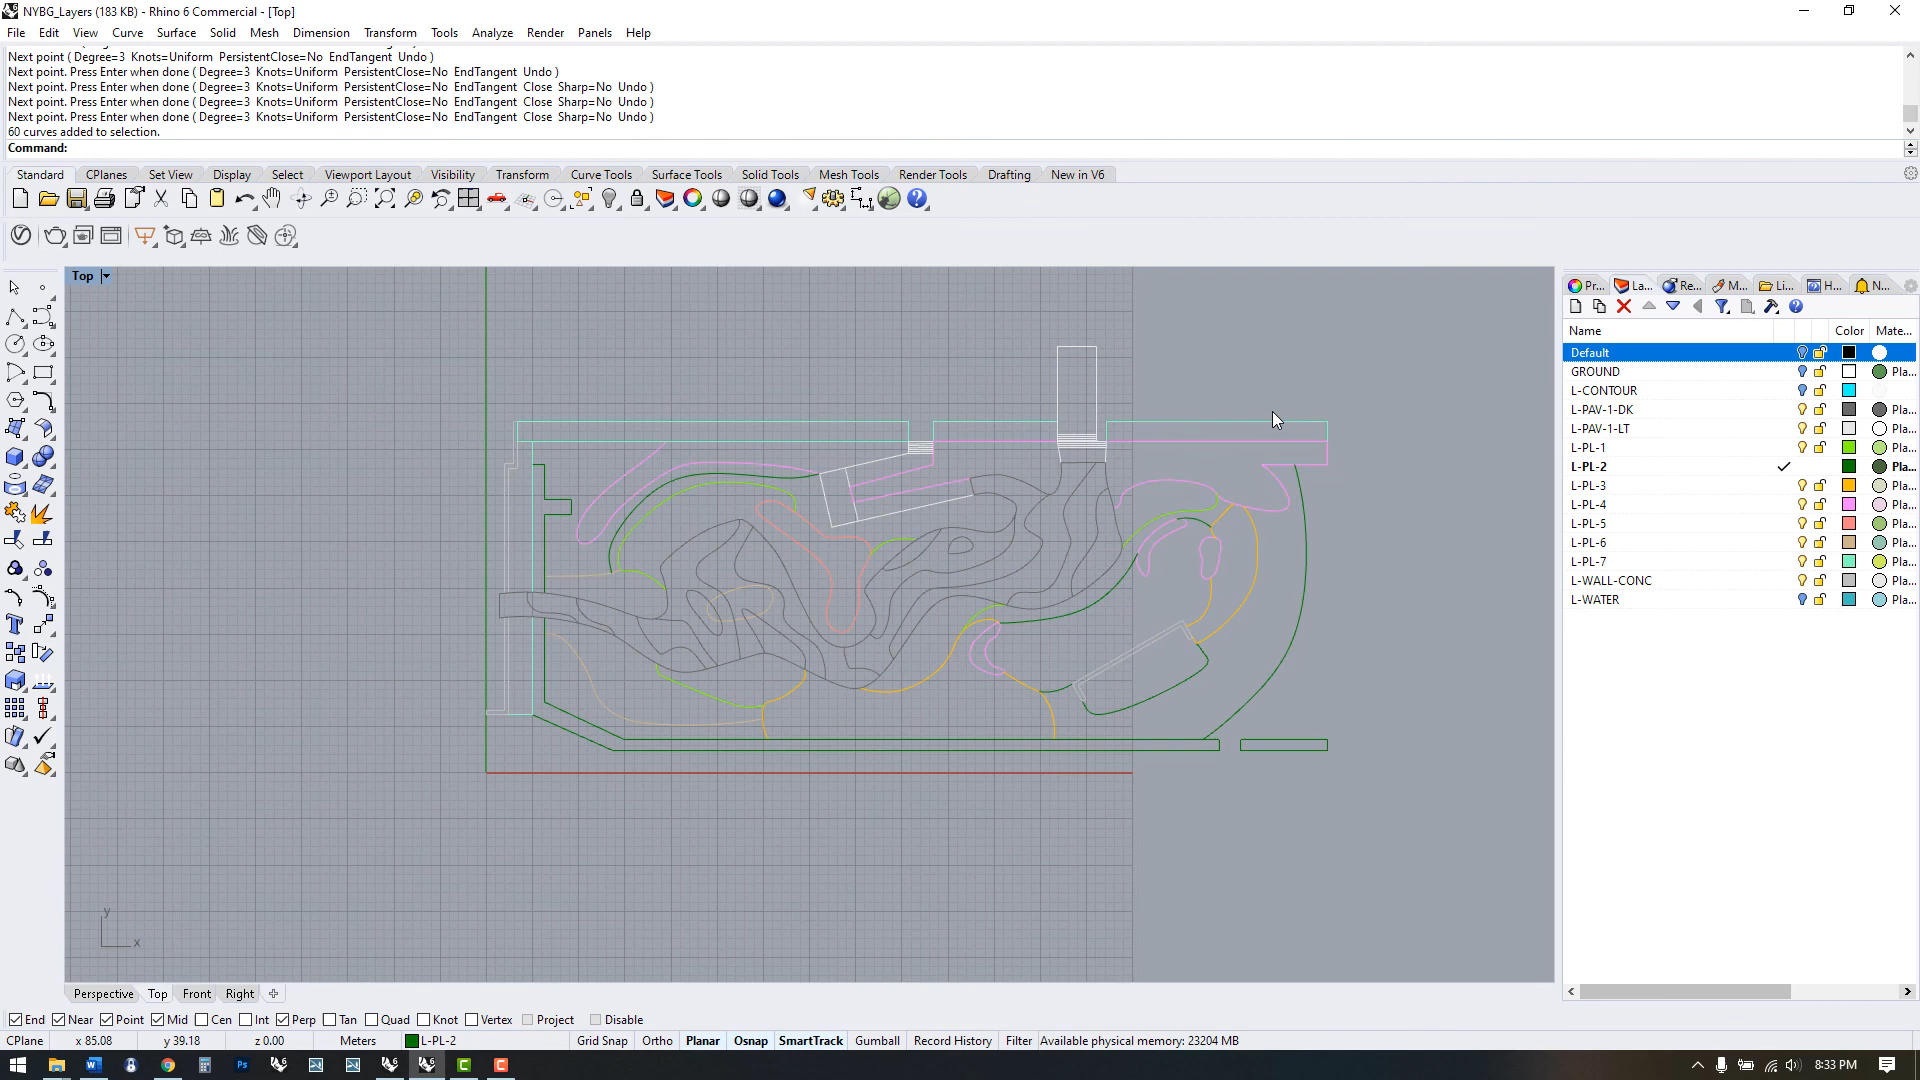 NYBG_Layers (183 KB) - Rhino 6 Commercial - [Top]
File Edit View Curve Surface Solid Mesh Dimension Transform Tools Analyze Render Panels Help
Next point ( Degree=3 Knots=Uniform PersistentClose=No EndTangent Undo )
Next point. Press Enter when done ( Degree=3 Knots=Uniform PersistentClose=No EndTangent Undo )
Next point. Press Enter when done ( Degree=3 Knots=Uniform PersistentClose=No EndTangent Close Sharp=No Undo )
Next point. Press Enter when done ( Degree=3 Knots=Uniform PersistentClose=No EndTangent Close Sharp=No Undo )
Next point. Press Enter when done ( Degree=3 Knots=Uniform PersistentClose=No EndTangent Close Sharp=No Undo )
60 curves added to selection.
Command:
Standard CPlanes Set View Display Select Viewport Layout Visibility Transform Curve Tools Surface Tools Solid Tools Mesh Tools Render Tools Drafting New in V6
Top
Pr... La... Re... M... Li... H... N...
Name Color Mate...
Default
GROUND Pla...
L-CONTOUR
L-PAV-1-DK Pla...
L-PAV-1-LT Pla...
L-PL-1 Pla...
L-PL-2 Pla...
L-PL-3 Pla...
L-PL-4 Pla...
L-PL-5 Pla...
L-PL-6 Pla...
L-PL-7 Pla...
L-WALL-CONC Pla...
L-WATER Pla...
y
x
Perspective Top Front Right
End Near Point Mid Cen Int Perp Tan Quad Knot Vertex Project Disable
CPlane x 85.08 y 39.18 z 0.00 Meters L-PL-2 Grid Snap Ortho Planar Osnap SmartTrack Gumball Record History Filter Available physical memory: 23204 MB
8:33 PM